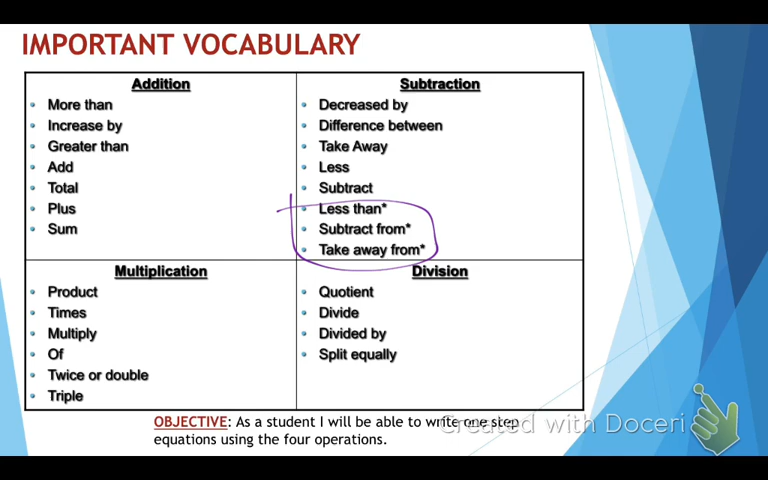 IMPORTANT VOCABULARY
Addition
More than
Increase by
Greater than
Add
Total
Plus
Sum
Subtraction
Decreased by
Difference between
Take Away
Less
Subtract
Less than*
Subtract from*
Take away from*
Multiplication
Product
Times
Multiply
Of
Twice or double
Triple
Division
Quotient
Divide
Divided by
Split equally
OBJECTIVE: As a student I will be able to write one step
equations using the four operations.
Created with Doceri